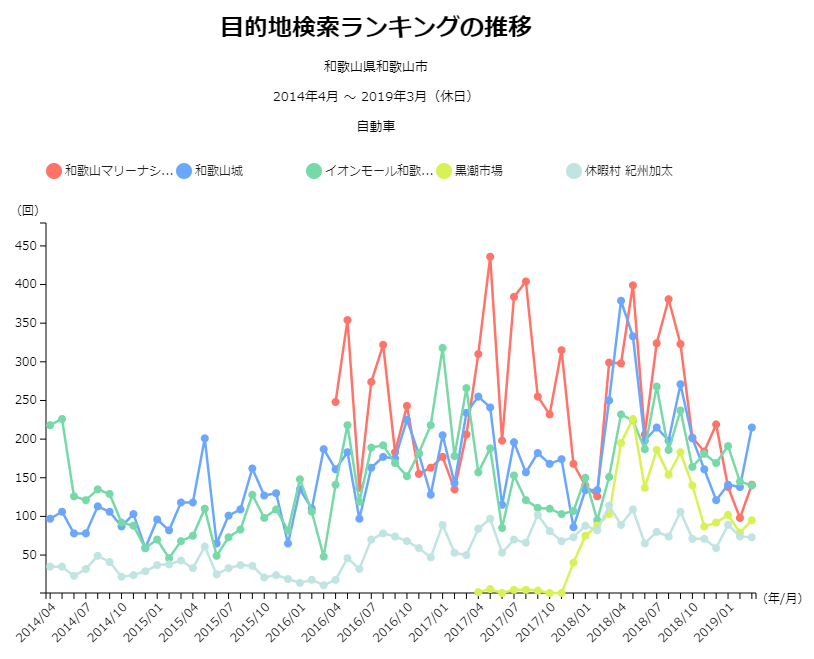 目的地検索ランキングの推移
和歌山県和歌山市
2014年4月 ～ 2019年3月（休日）
自動車
和歌山マリーナシ... 和歌山城 イオンモール和歌... 黒潮市場 休暇村 紀州加太
(回)
450
400
350
300
250
200
150
100
50
2014/04 2014/07 2014/10 2015/01 2015/04 2015/07 2015/10 2016/01 2016/04 2016/07 2016/10 2017/01 2017/04 2017/07 2017/10 2018/01 2018/04 2018/07 2018/10 2019/01
(年/月)